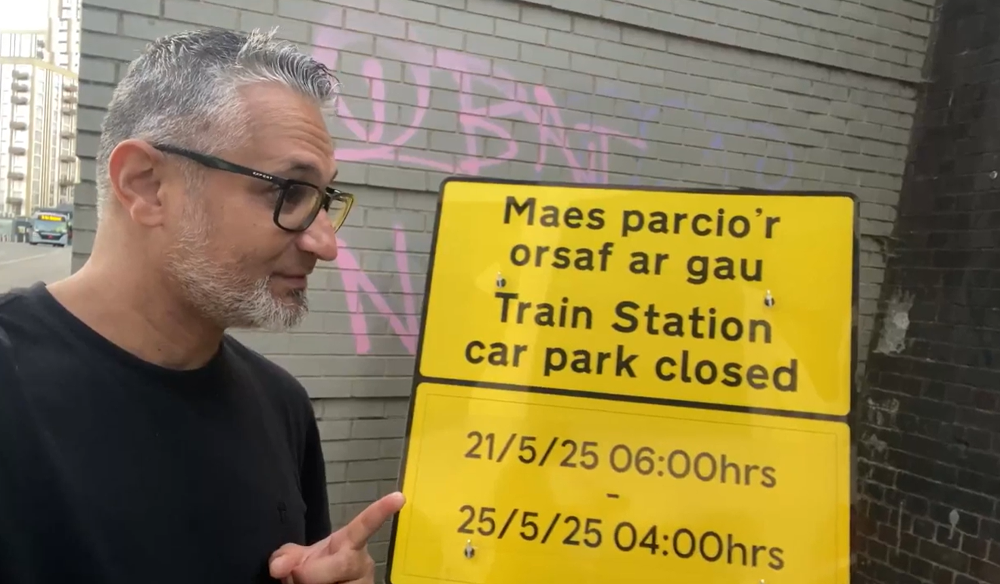 Maes parcio'r
orsaf ar gau
Train Station
car park closed
21/5/25 06:00hrs
-
25/5/25 04:00hrs